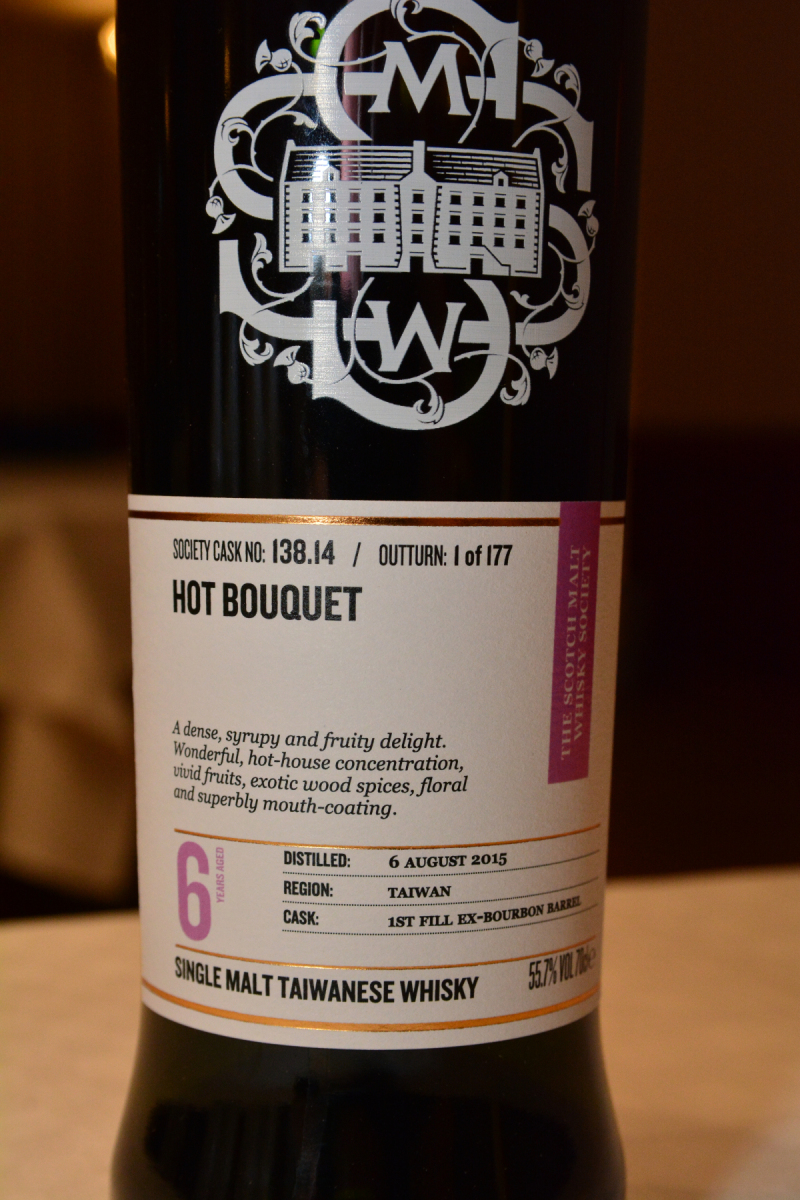 M
W
SOCIETY CASK NO: 138.14 / OUTTURN: 1 of 177
HOT BOUQUET
THE SCOTCH MALT
WHISKY SOCIETY
A dense, syrupy and fruity delight.
Wonderful, hot-house concentration,
vivid fruits, exotic wood spices, floral
and superbly mouth-coating.
6
YEARS AGED
DISTILLED: 6 AUGUST 2015
REGION: TAIWAN
CASK: 1ST FILL EX-BOURBON BARREL
SINGLE MALT TAIWANESE WHISKY
55.7% VOL 70cl e